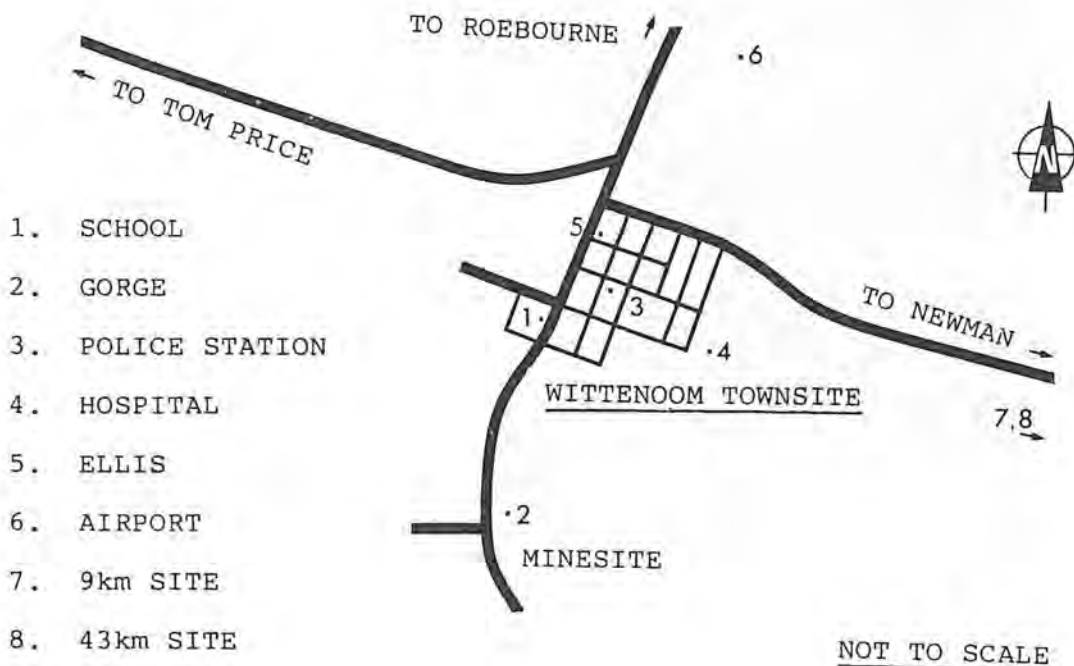 TO ROEBOURNE
.6
TO TOM PRICE
N
1. SCHOOL
5.
2. GORGE
TO NEWMAN
3
1.
3. POLICE STATION
.4
4. HOSPITAL
WITTENOOM TOWNSITE
7,8
5. ELLIS
.2
6. AIRPORT
MINESITE
7. 9km SITE
8. 43km SITE
NOT TO SCALE